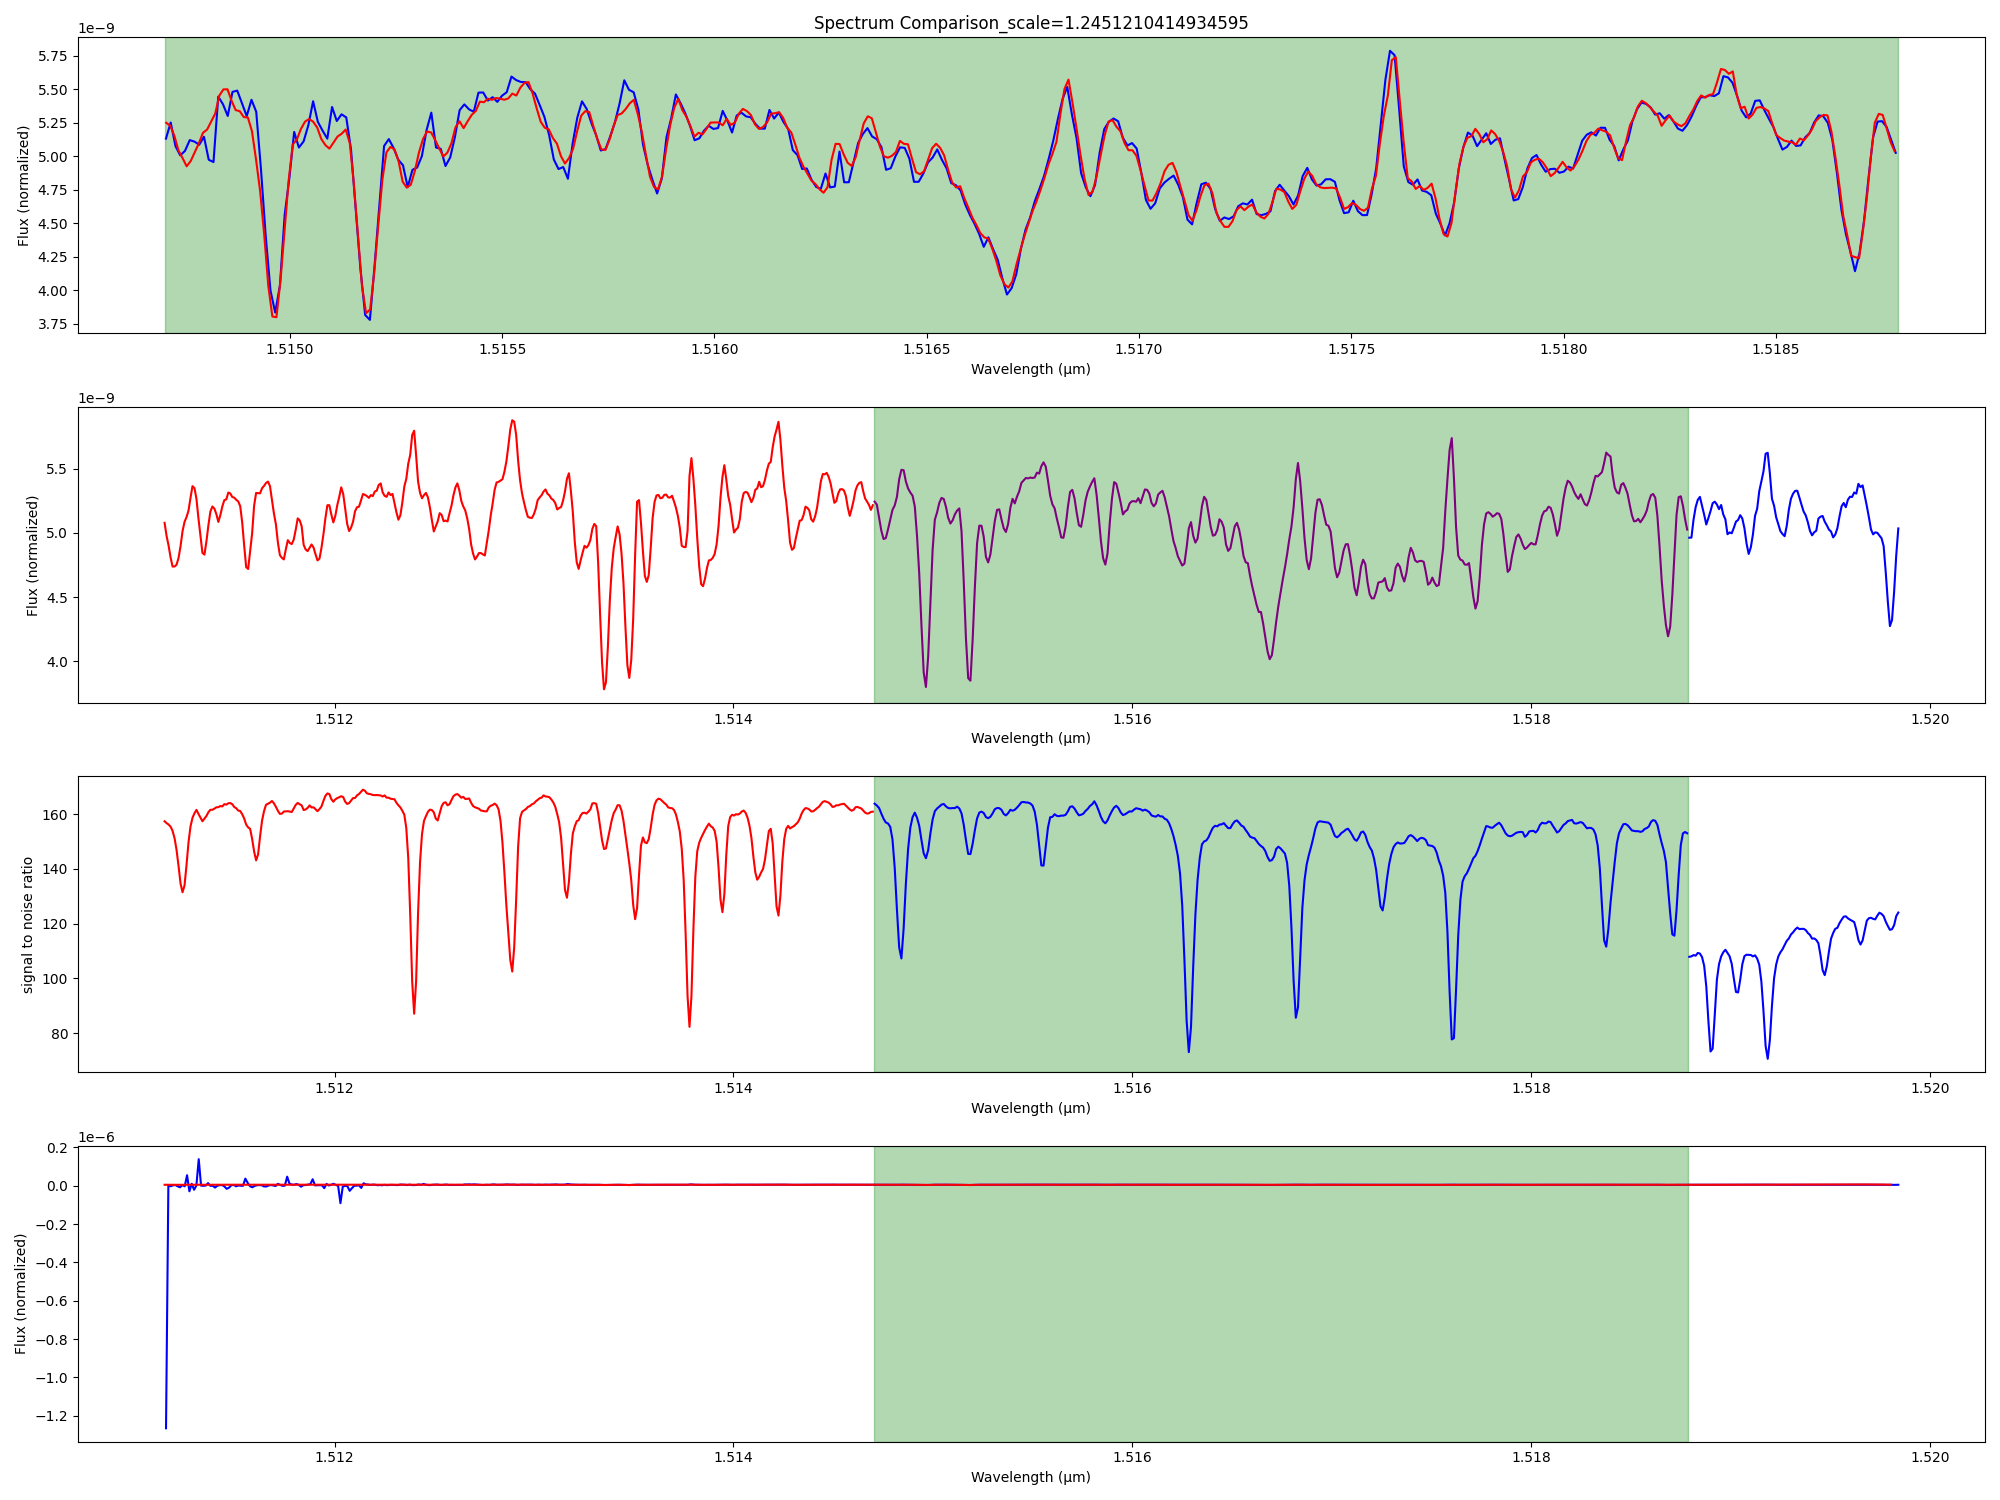 Spectrum Comparison_scale=1.2451210414934595
1e−9
5.75
5.50
5.25
5.00
4.75
4.50
4.25
4.00
3.75
Flux (normalized)
1.5150 1.5155 1.5160 1.5165 1.5170 1.5175 1.5180 1.5185
Wavelength (μm)
1e−9
5.5
5.0
4.5
4.0
Flux (normalized)
1.512 1.514 1.516 1.518 1.520
Wavelength (μm)
160
140
120
100
80
signal to noise ratio
1.512 1.514 1.516 1.518 1.520
Wavelength (μm)
1e−6
0.2
0.0
−0.2
−0.4
−0.6
−0.8
−1.0
−1.2
Flux (normalized)
1.512 1.514 1.516 1.518 1.520
Wavelength (μm)